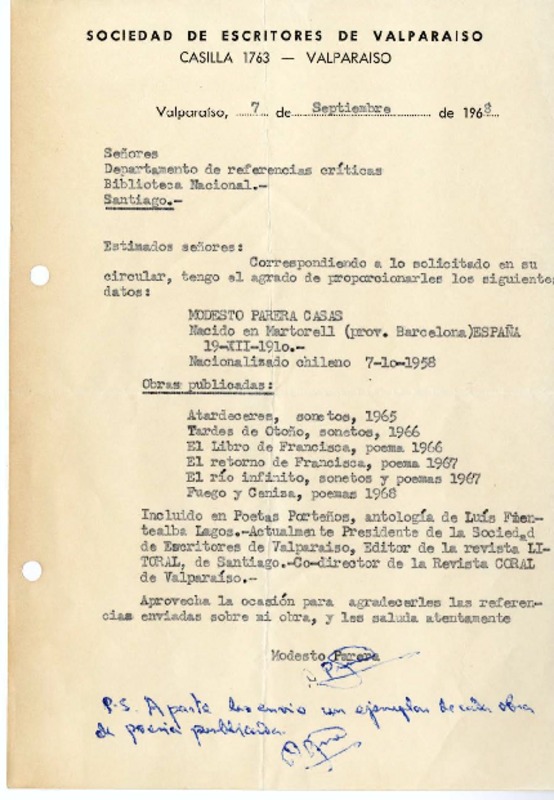 SOCIEDAD DE ESCRITORES DE VALPARAISO
CASILLA 1763 — VALPARAISO
Valparaíso, 7 de Septiembre de 1968
Señores
Departamento de referencias críticas
Biblioteca Nacional.-
Santiago.-
Estimados señores:
Correspondiendo a lo solicitado en su
circular, tengo el agrado de proporcionarles los siguientes
datos:
MODESTO PARERA CASAS
Nacido en Martorell (prov. Barcelona)ESPAÑA
19-XII-1910.-
Nacionalizado chileno 7-10-1958
Obras publicadas:
Atardeceres, sonetos, 1965
Tardes de Otoño, sonetos, 1966
El Libro de Francisca, poema 1966
El retorno de Francisca, poema 1967
El río infinito, sonetos y poemas 1967
Fuego y Ceniza, poemas 1968
Incluido en Poetas Porteños, antología de Luís Fuen-
tealba Lagos.-Actualmente Presidente de la Sociedad
de Escritores de Valparaiso, Editor de la revista LI-
TORAL, de Santiago.-Co-director de la Revista CORAL
de Valparaíso.-
Aprovecha la ocasión para agradecerles las referen-
cias enviadas sobre mi obra, y les saluda atentamente
Modesto Parera
P.S. Aparte les envio un ejemplar de cada obra
de poesía publicada.